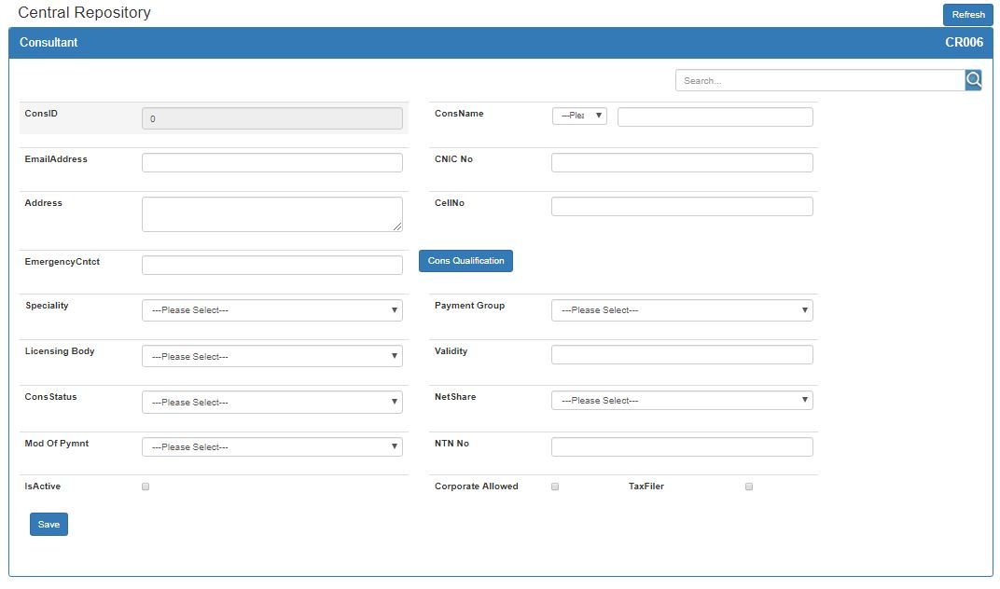 Central Repository
Refresh
Consultant CR006
Search...
ConsID 0 ConsName ---Plea
EmailAddress CNIC No
Address CellNo
EmergencyCntct Cons Qualification
Speciality ---Please Select--- Payment Group ---Please Select---
Licensing Body ---Please Select--- Validity
ConsStatus ---Please Select--- NetShare ---Please Select---
Mod Of Pymnt ---Please Select--- NTN No
IsActive Corporate Allowed TaxFiler
Save